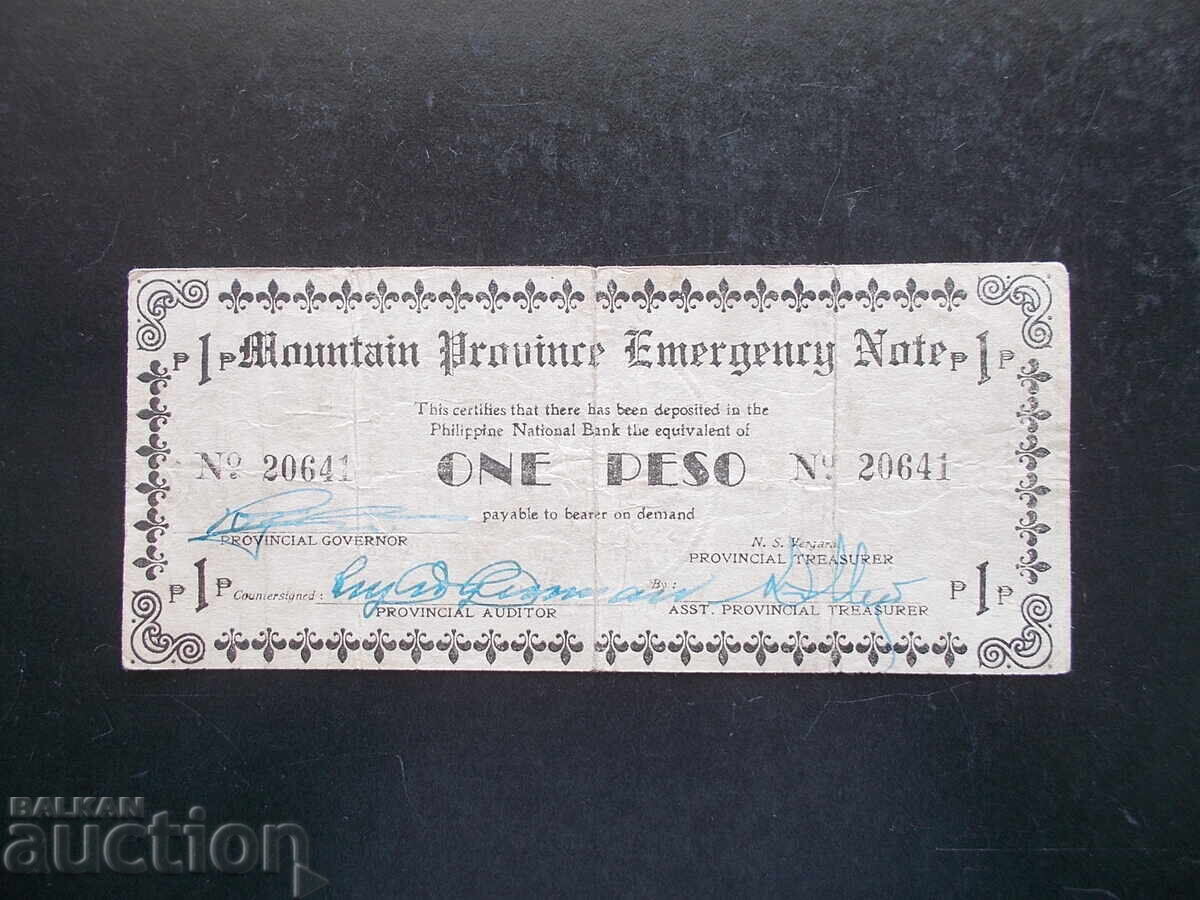 ₱1₱ Mountain Province Emergency Note ₱1₱
This certifies that there has been deposited in the
Philippine National Bank the equivalent of
Nº 20641 ONE PESO Nº 20641
payable to bearer on demand
PROVINCIAL GOVERNOR
N. S. Vergara
PROVINCIAL TREASURER
₱1₱ Countersigned : By : ₱1₱
PROVINCIAL AUDITOR ASST. PROVINCIAL TREASURER
BALKAN
auction